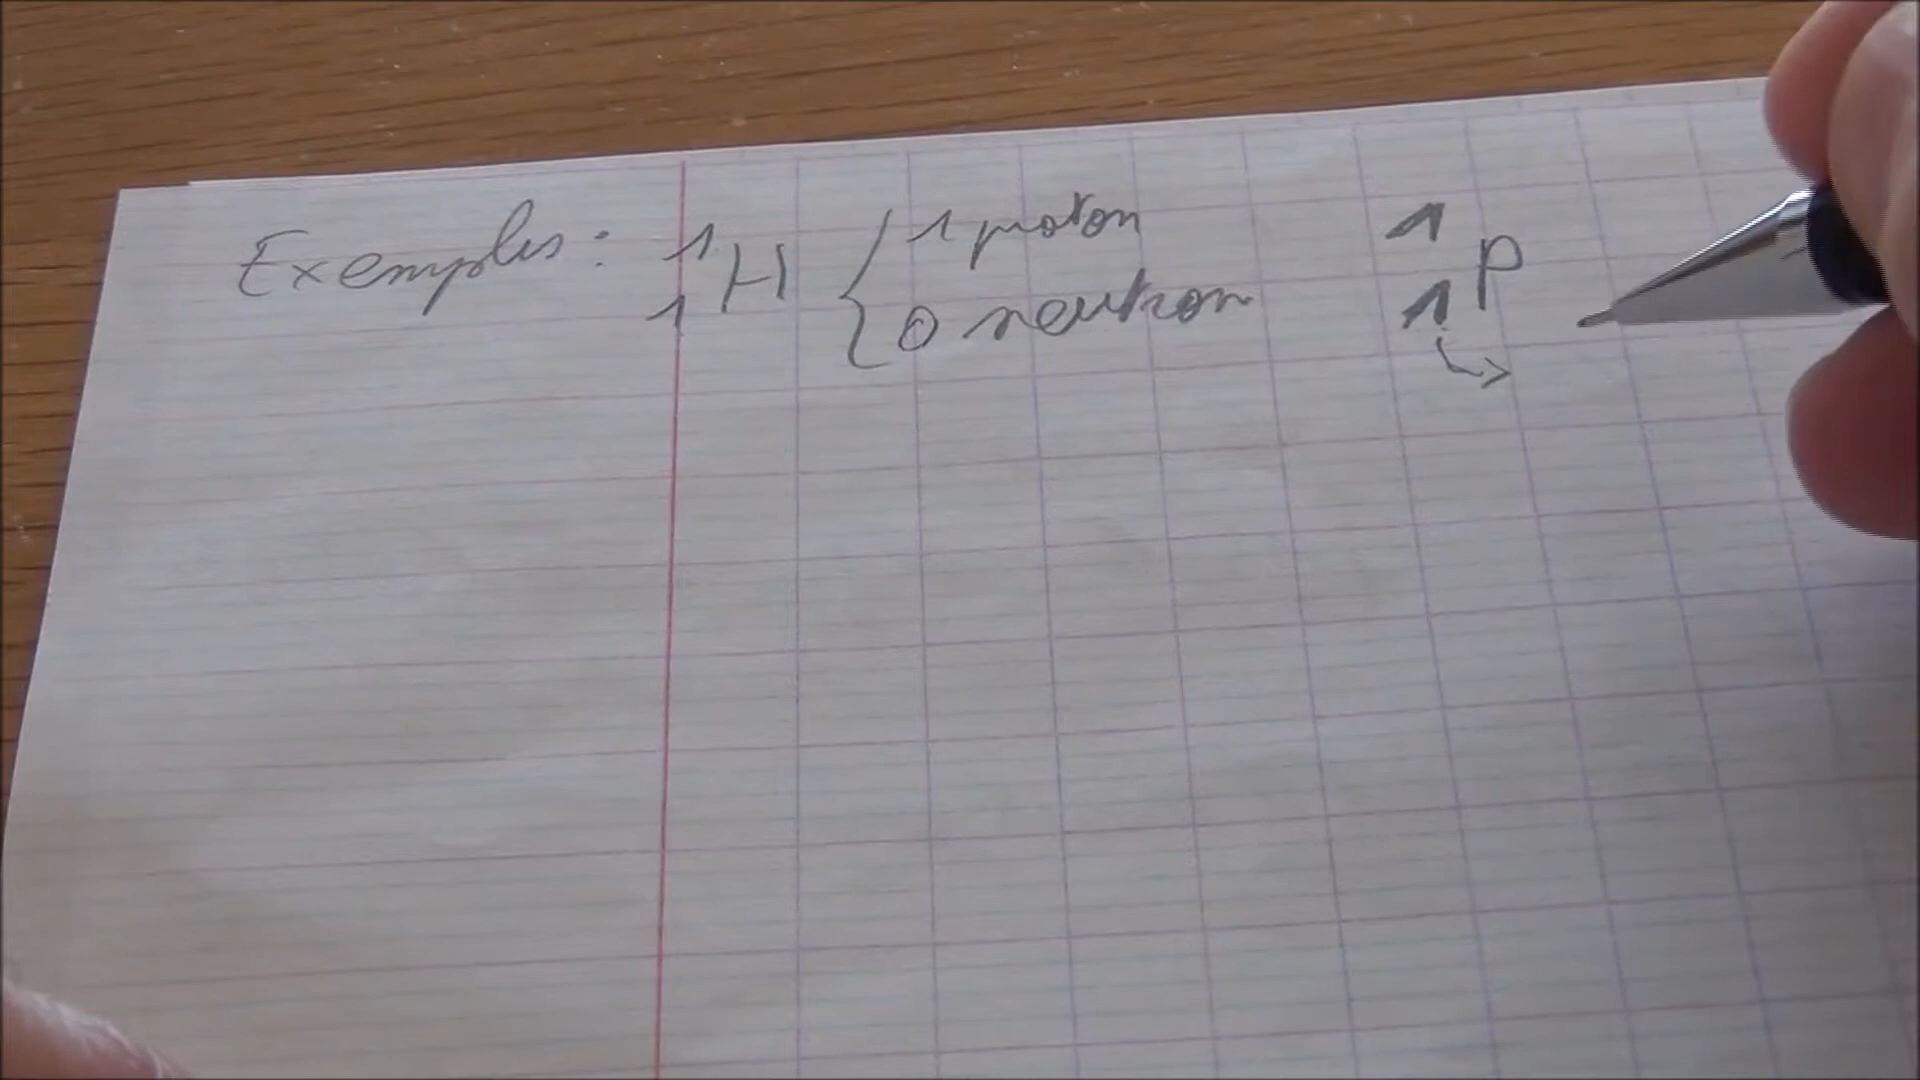 Exemples : ¹₁H { 1 proton ¹₁p
0 neutron